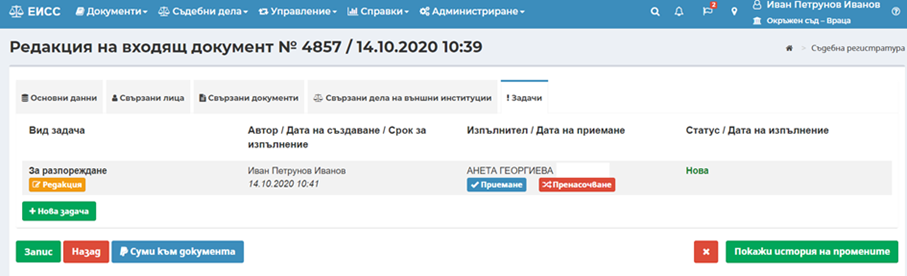 ЕИСС Документи Съдебни дела Управление Справки Администриране 2 Иван Петрунов Иванов
Окръжен съд – Враца
Редакция на входящ документ № 4857 / 14.10.2020 10:39
Съдебна регистратура
Основни данни Свързани лица Свързани документи Свързани дела на външни институции ! Задачи
Вид задача Автор / Дата на създаване / Срок за изпълнение Изпълнител / Дата на приемане Статус / Дата на изпълнение
За разпореждане Иван Петрунов Иванов АНЕТА ГЕОРГИЕВА Нова
Редакция 14.10.2020 10:41 Приемане Пренасочване
+ Нова задача
Запис Назад Суми към документа Покажи история на промените